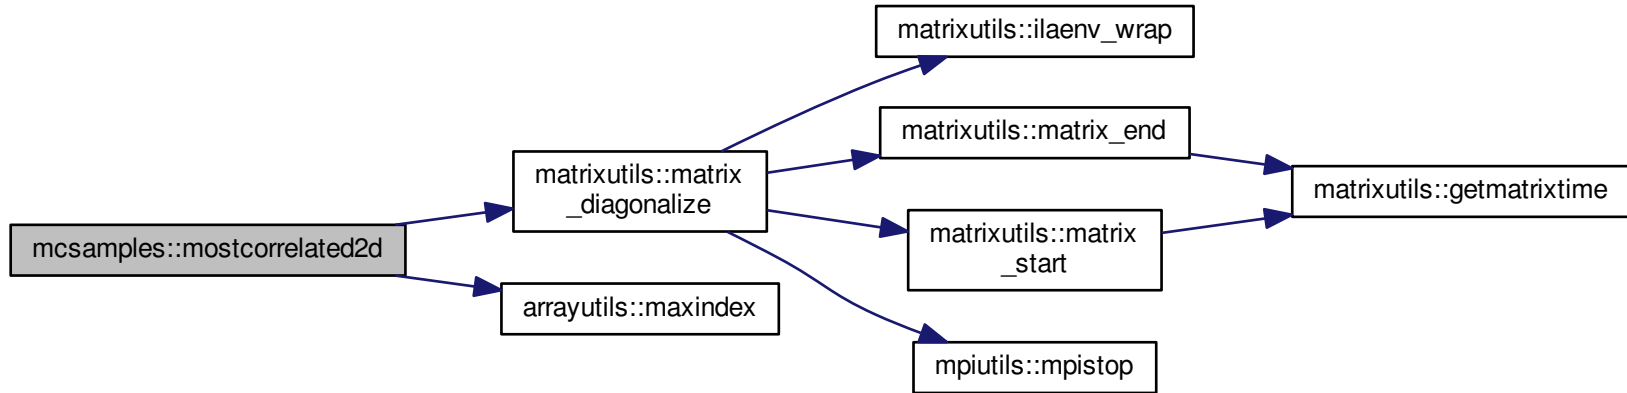 mcsamples::mostcorrelated2d
matrixutils::matrix
_diagonalize
arrayutils::maxindex
matrixutils::ilaenv_wrap
matrixutils::matrix_end
matrixutils::matrix
_start
mpiutils::mpistop
matrixutils::getmatrixtime